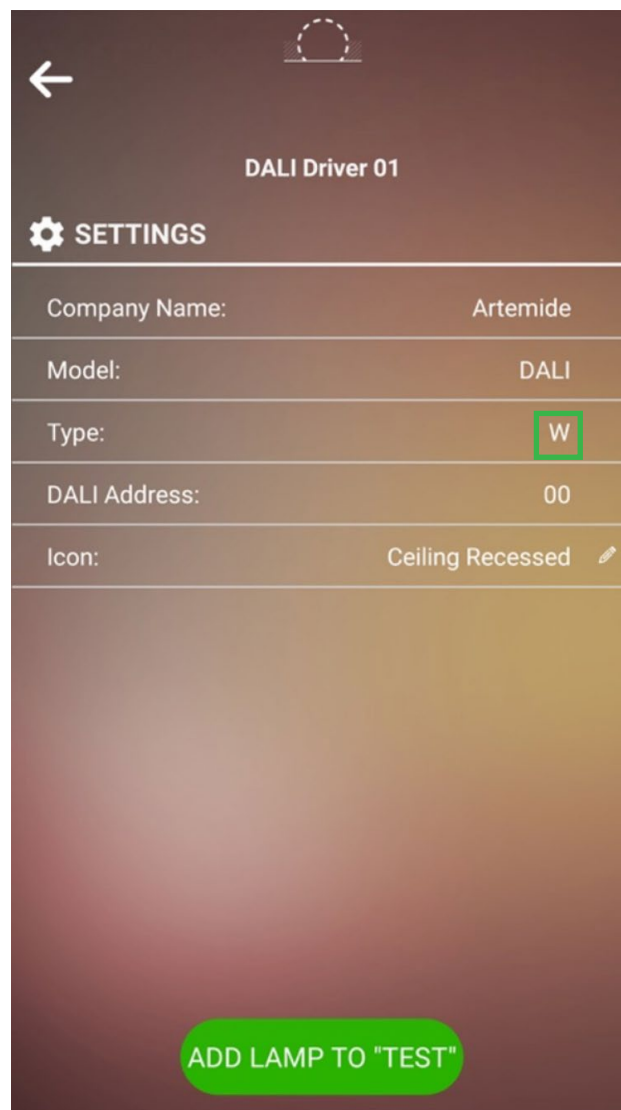 DALI Driver 01
SETTINGS
Company Name: Artemide
Model: DALI
Type: W
DALI Address: 00
Icon: Ceiling Recessed
ADD LAMP TO "TEST"